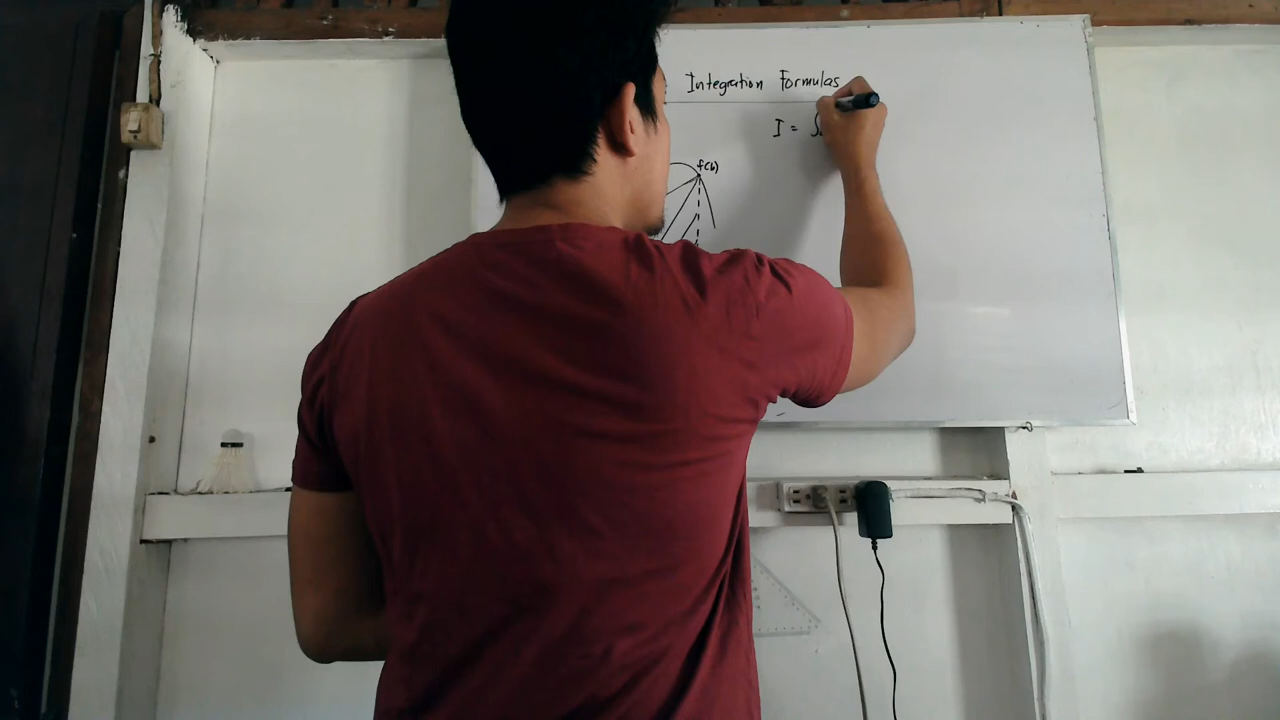 Integration Formulas
I = ∫
f(b)